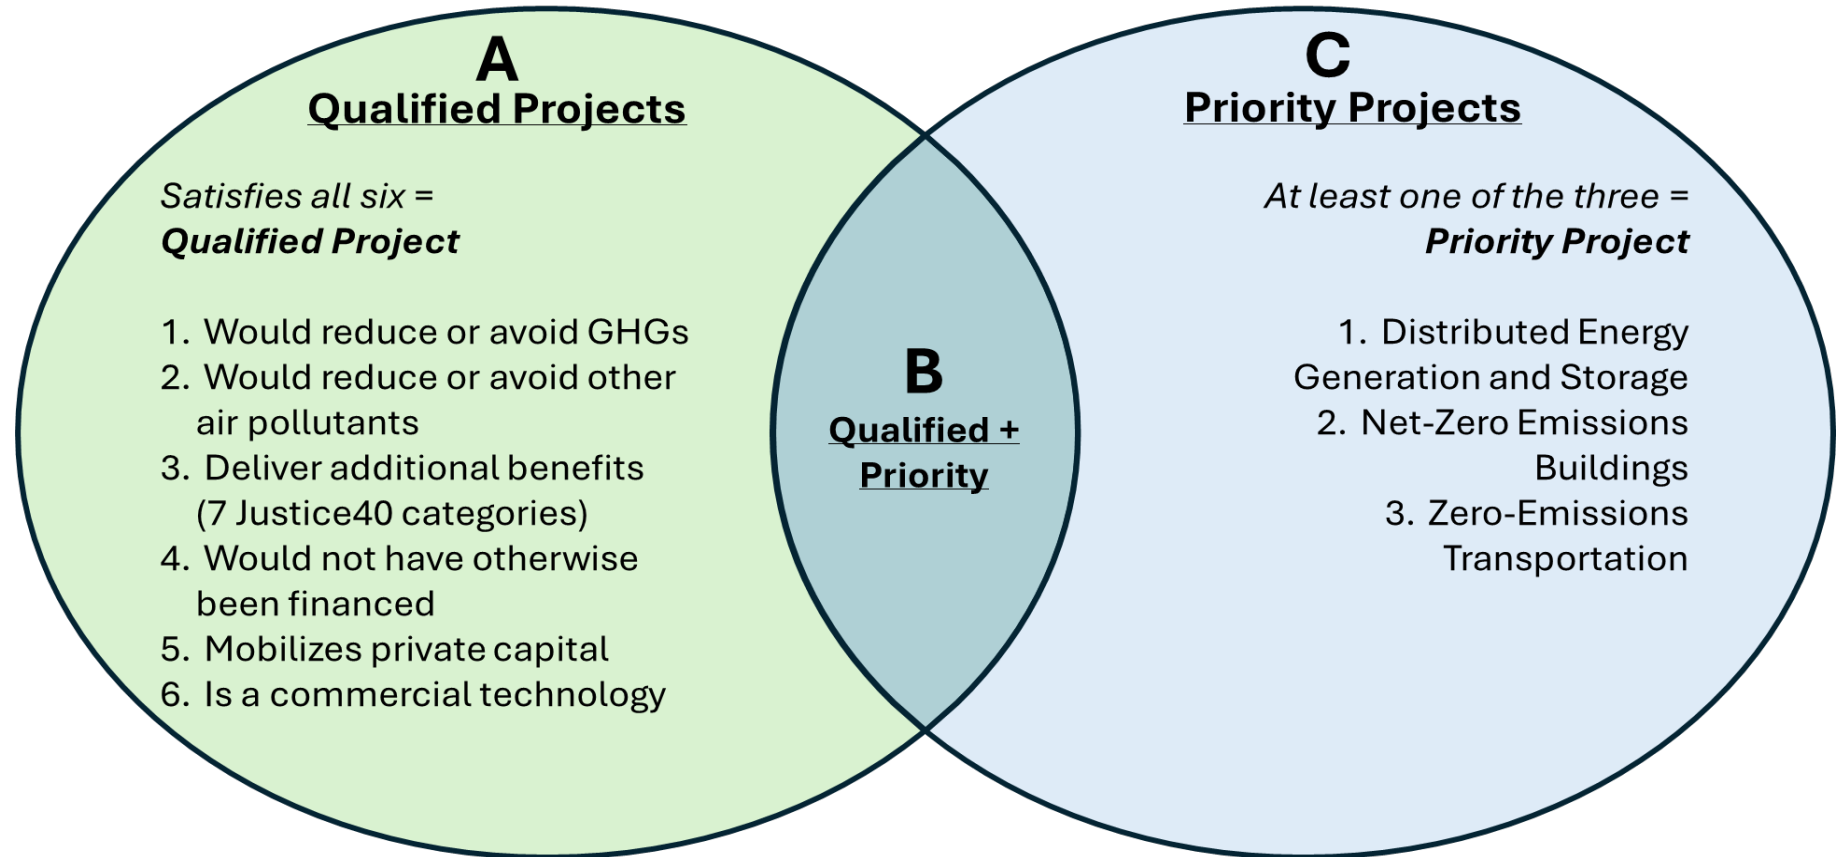 A
Qualified Projects
Satisfies all six =
Qualified Project
1. Would reduce or avoid GHGs
2. Would reduce or avoid other
air pollutants
3. Deliver additional benefits
(7 Justice40 categories)
4. Would not have otherwise
been financed
5. Mobilizes private capital
6. Is a commercial technology
B
Qualified +
Priority
C
Priority Projects
At least one of the three =
Priority Project
1. Distributed Energy
Generation and Storage
2. Net-Zero Emissions
Buildings
3. Zero-Emissions
Transportation